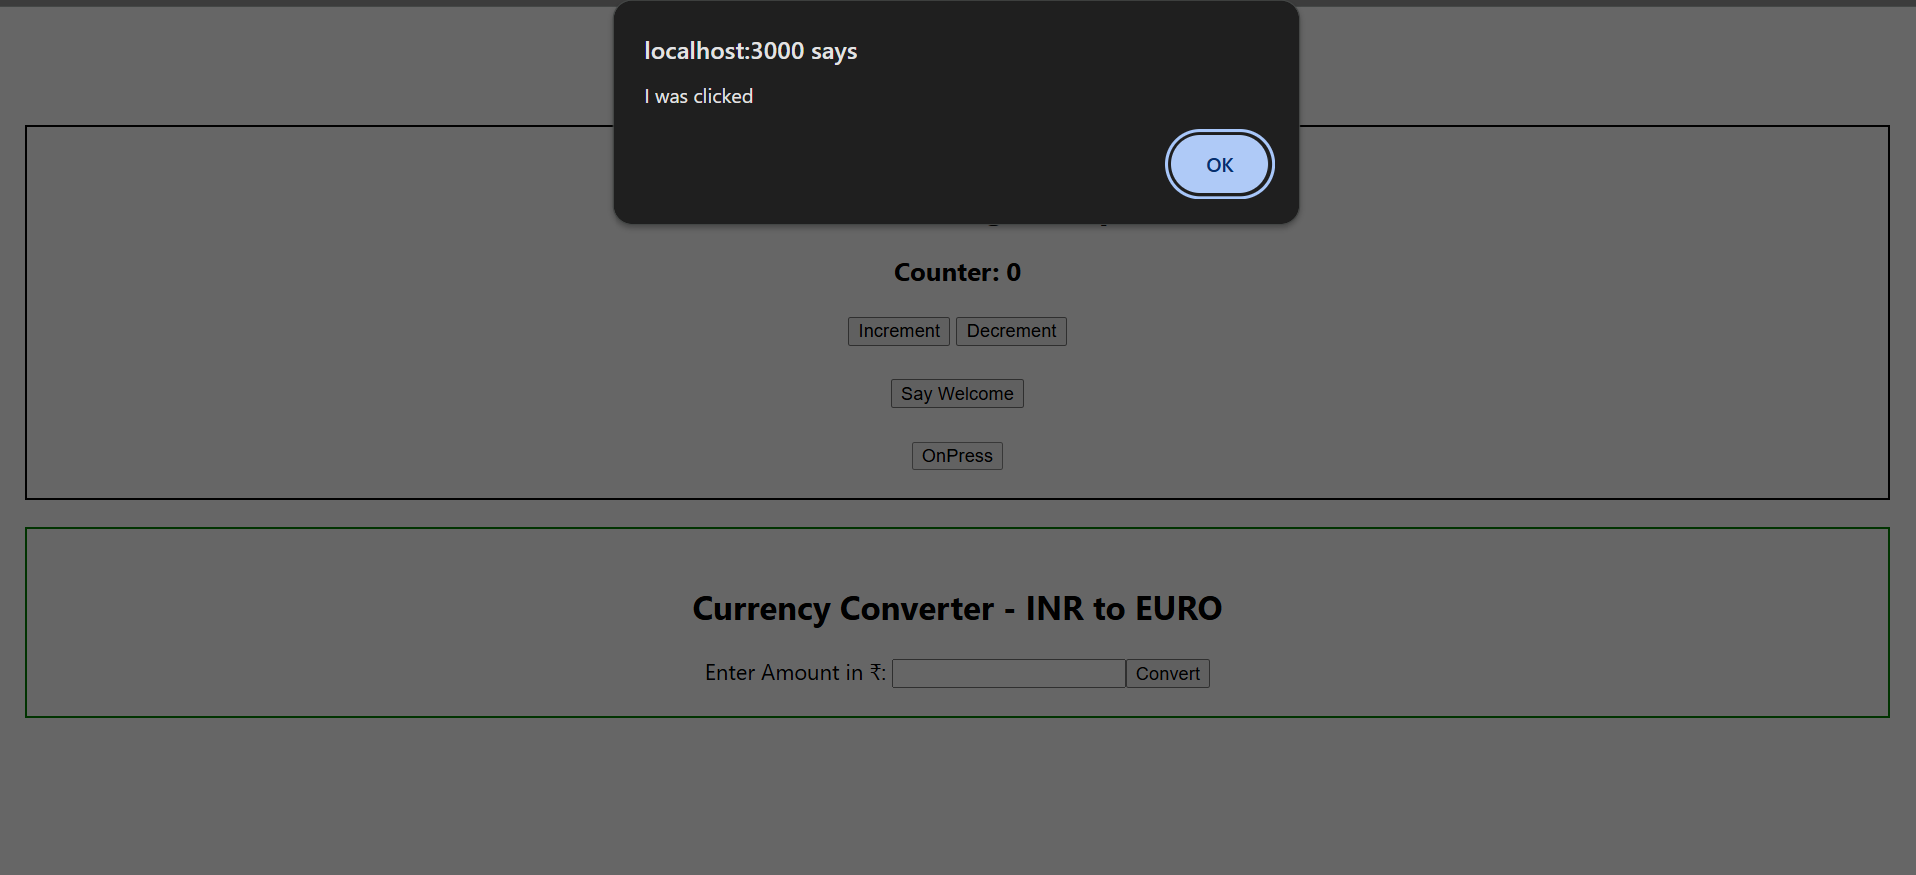 localhost:3000 says
I was clicked
OK
Counter: 0
Increment Decrement
Say Welcome
OnPress
Currency Converter - INR to EURO
Enter Amount in ₹: Convert